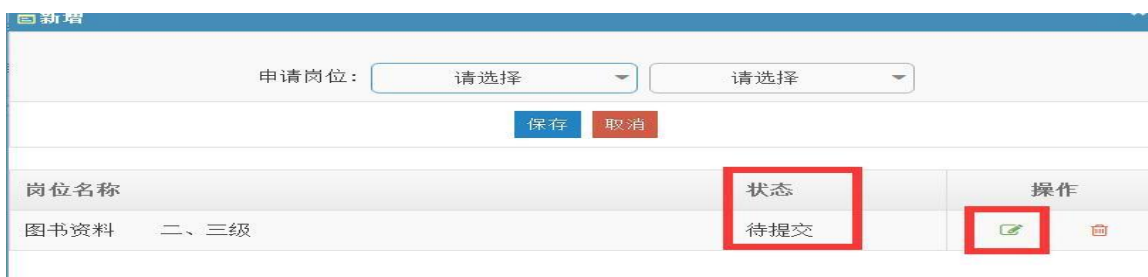 新增
申请岗位： 请选择 请选择
保存 取消
岗位名称 状态 操作
图书资料 二、三级 待提交